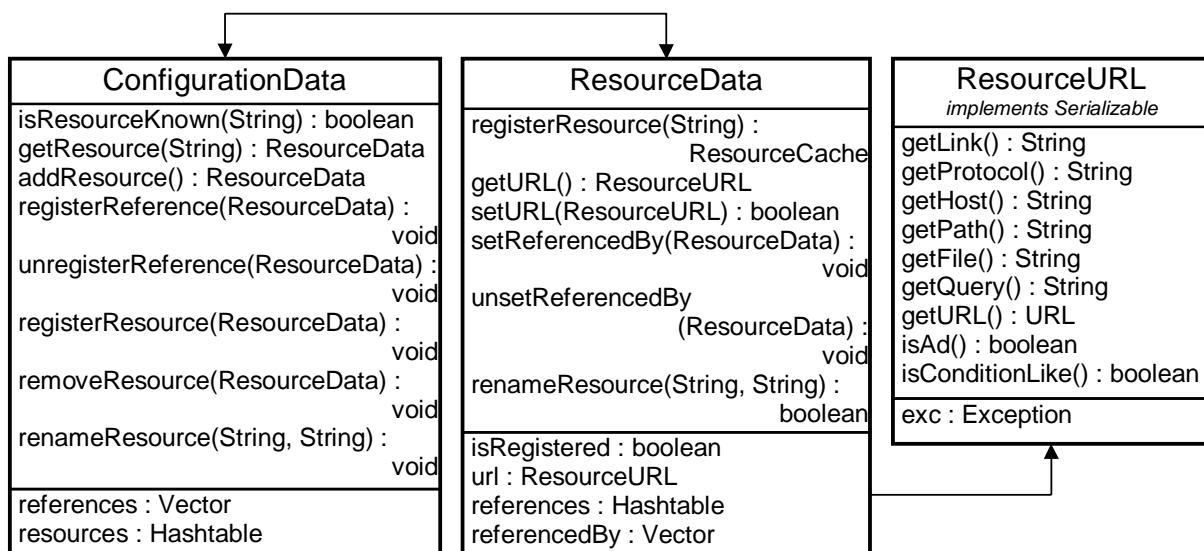 ConfigurationData
isResourceKnown(String) : boolean
getResource(String) : ResourceData
addResource() : ResourceData
registerReference(ResourceData) :
void
unregisterReference(ResourceData) :
void
registerResource(ResourceData) :
void
removeResource(ResourceData) :
void
renameResource(String, String) :
void
references : Vector
resources : Hashtable
ResourceData
registerResource(String) :
ResourceCache
getURL() : ResourceURL
setURL(ResourceURL) : boolean
setReferencedBy(ResourceData) :
void
unsetReferencedBy
(ResourceData) :
void
renameResource(String, String) :
boolean
isRegistered : boolean
url : ResourceURL
references : Hashtable
referencedBy : Vector
ResourceURL
implements Serializable
getLink() : String
getProtocol() : String
getHost() : String
getPath() : String
getFile() : String
getQuery() : String
getURL() : URL
isAd() : boolean
isConditionLike() : boolean
exc : Exception